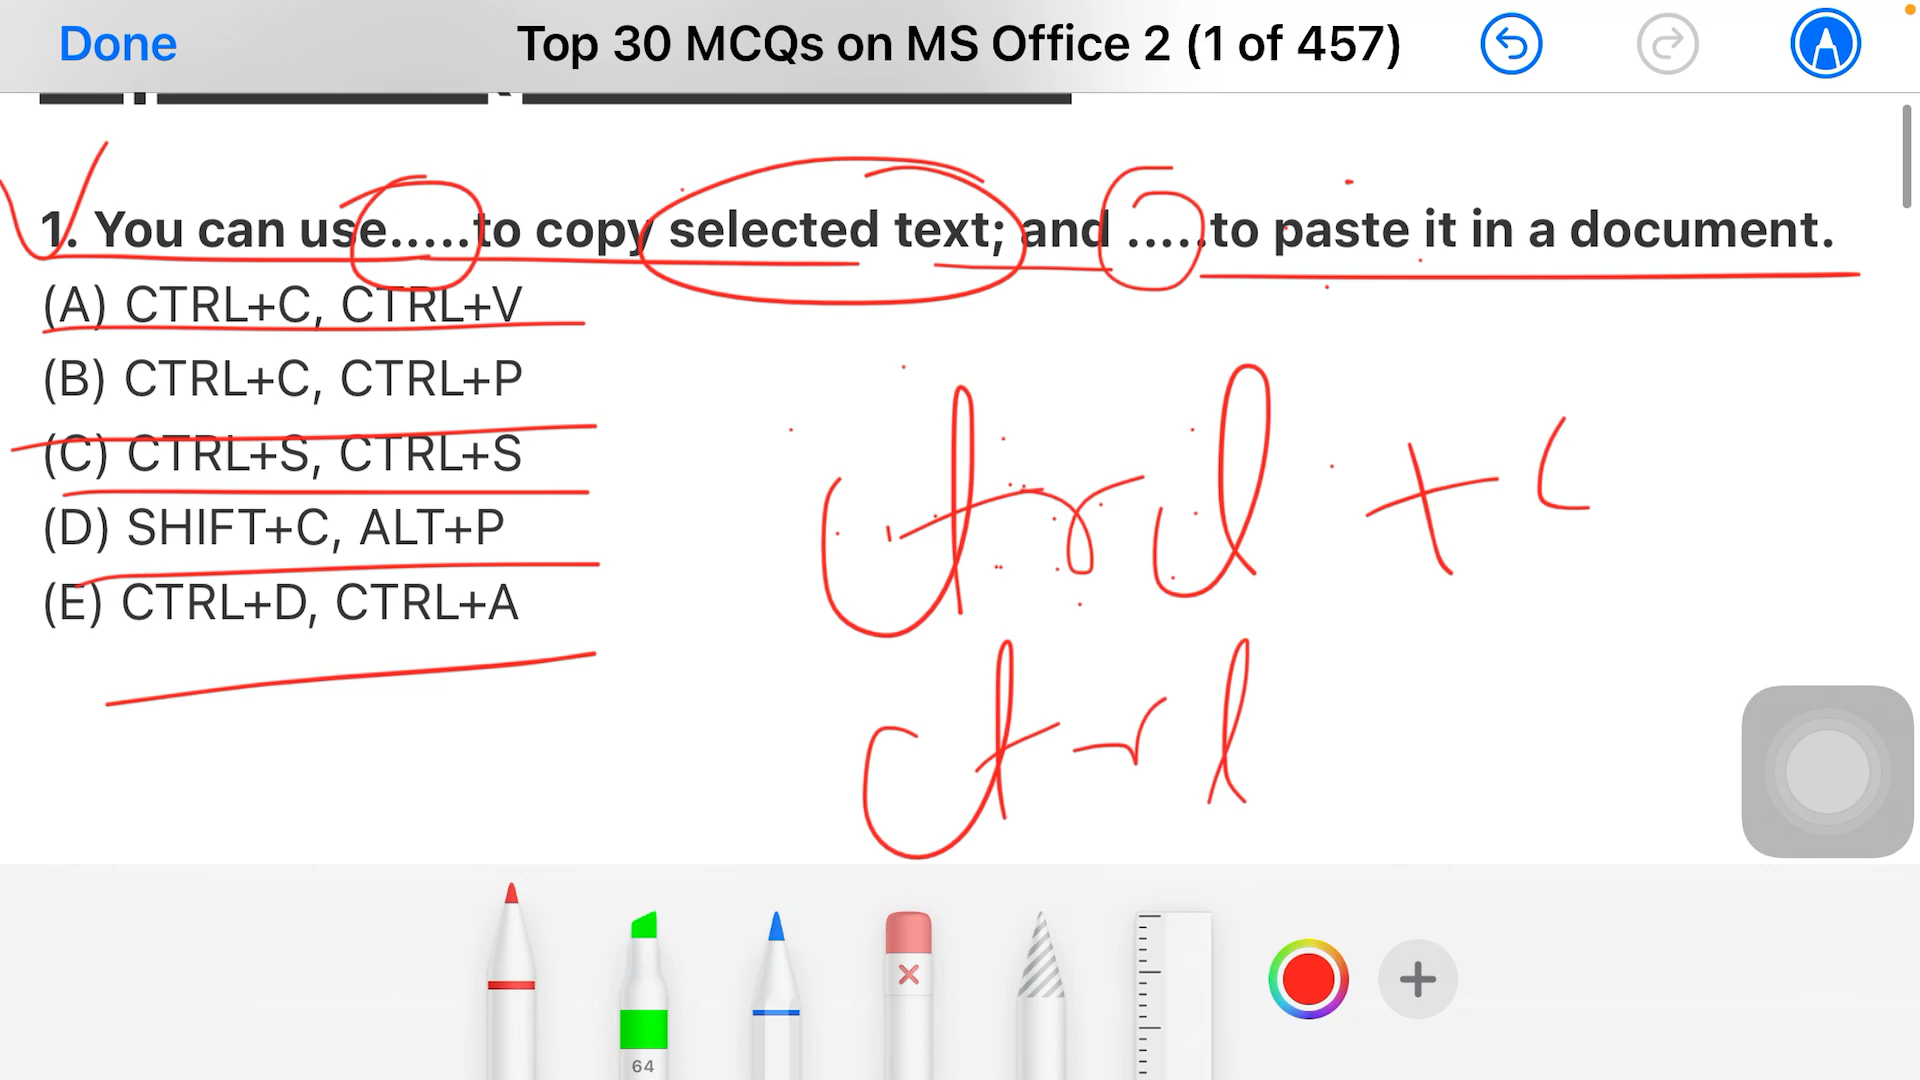 Done
Top 30 MCQs on MS Office 2 (1 of 457)
1. You can use.....to copy selected text; and .....to paste it in a document.
(A) CTRL+C, CTRL+V
(B) CTRL+C, CTRL+P
(C) CTRL+S, CTRL+S
(D) SHIFT+C, ALT+P
(E) CTRL+D, CTRL+A
ctrl + c
ctrl
64